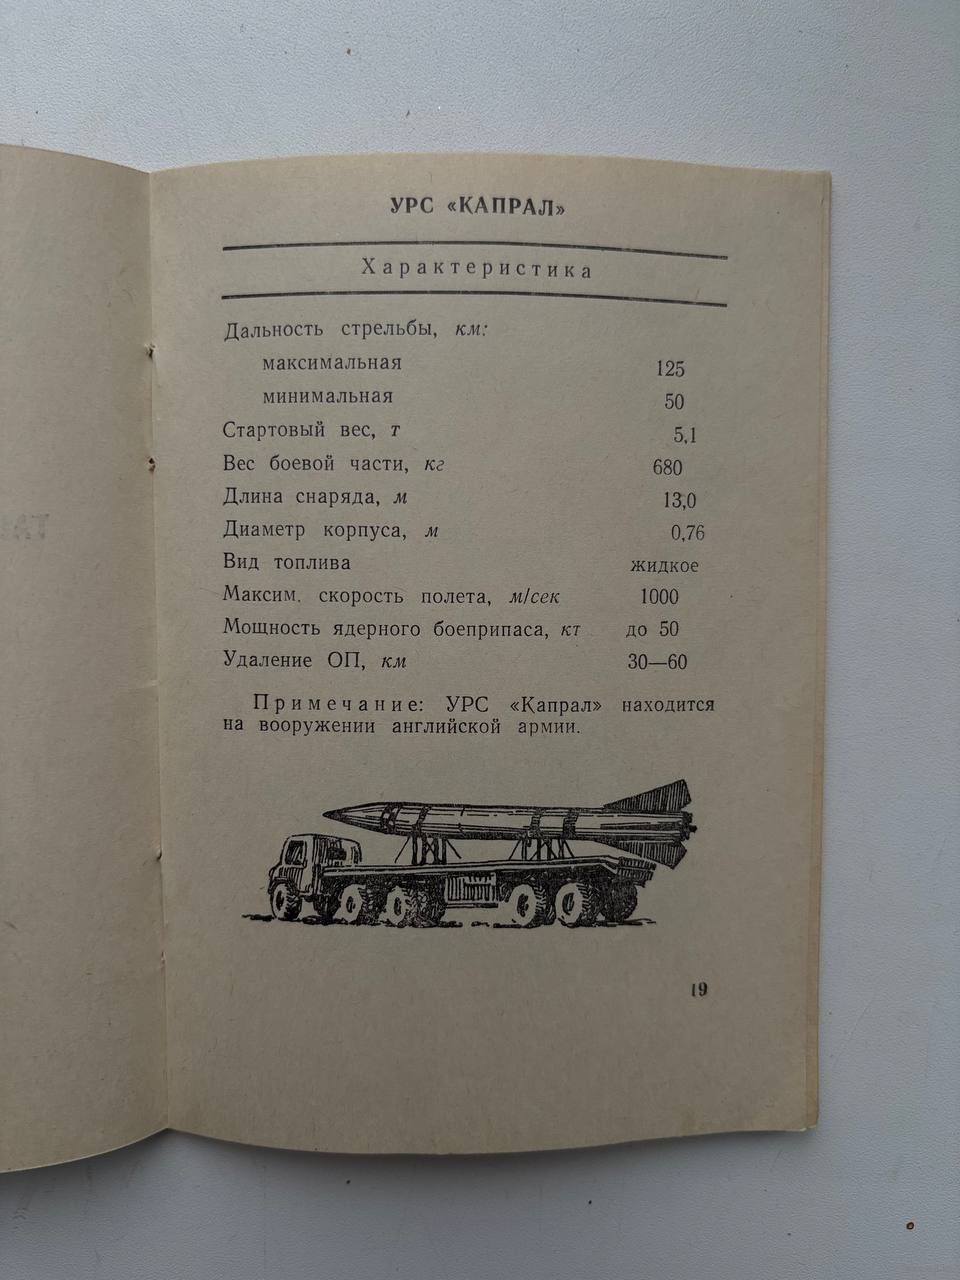 УРС «КАПРАЛ»
Характеристика
Дальность стрельбы, км:
максимальная 125
минимальная 50
Стартовый вес, т 5,1
Вес боевой части, кг 680
Длина снаряда, м 13,0
Диаметр корпуса, м 0,76
Вид топлива жидкое
Максим. скорость полета, м/сек 1000
Мощность ядерного боеприпаса, кт до 50
Удаление ОП, км 30—60
Примечание: УРС «Капрал» находится
на вооружении английской армии.
19